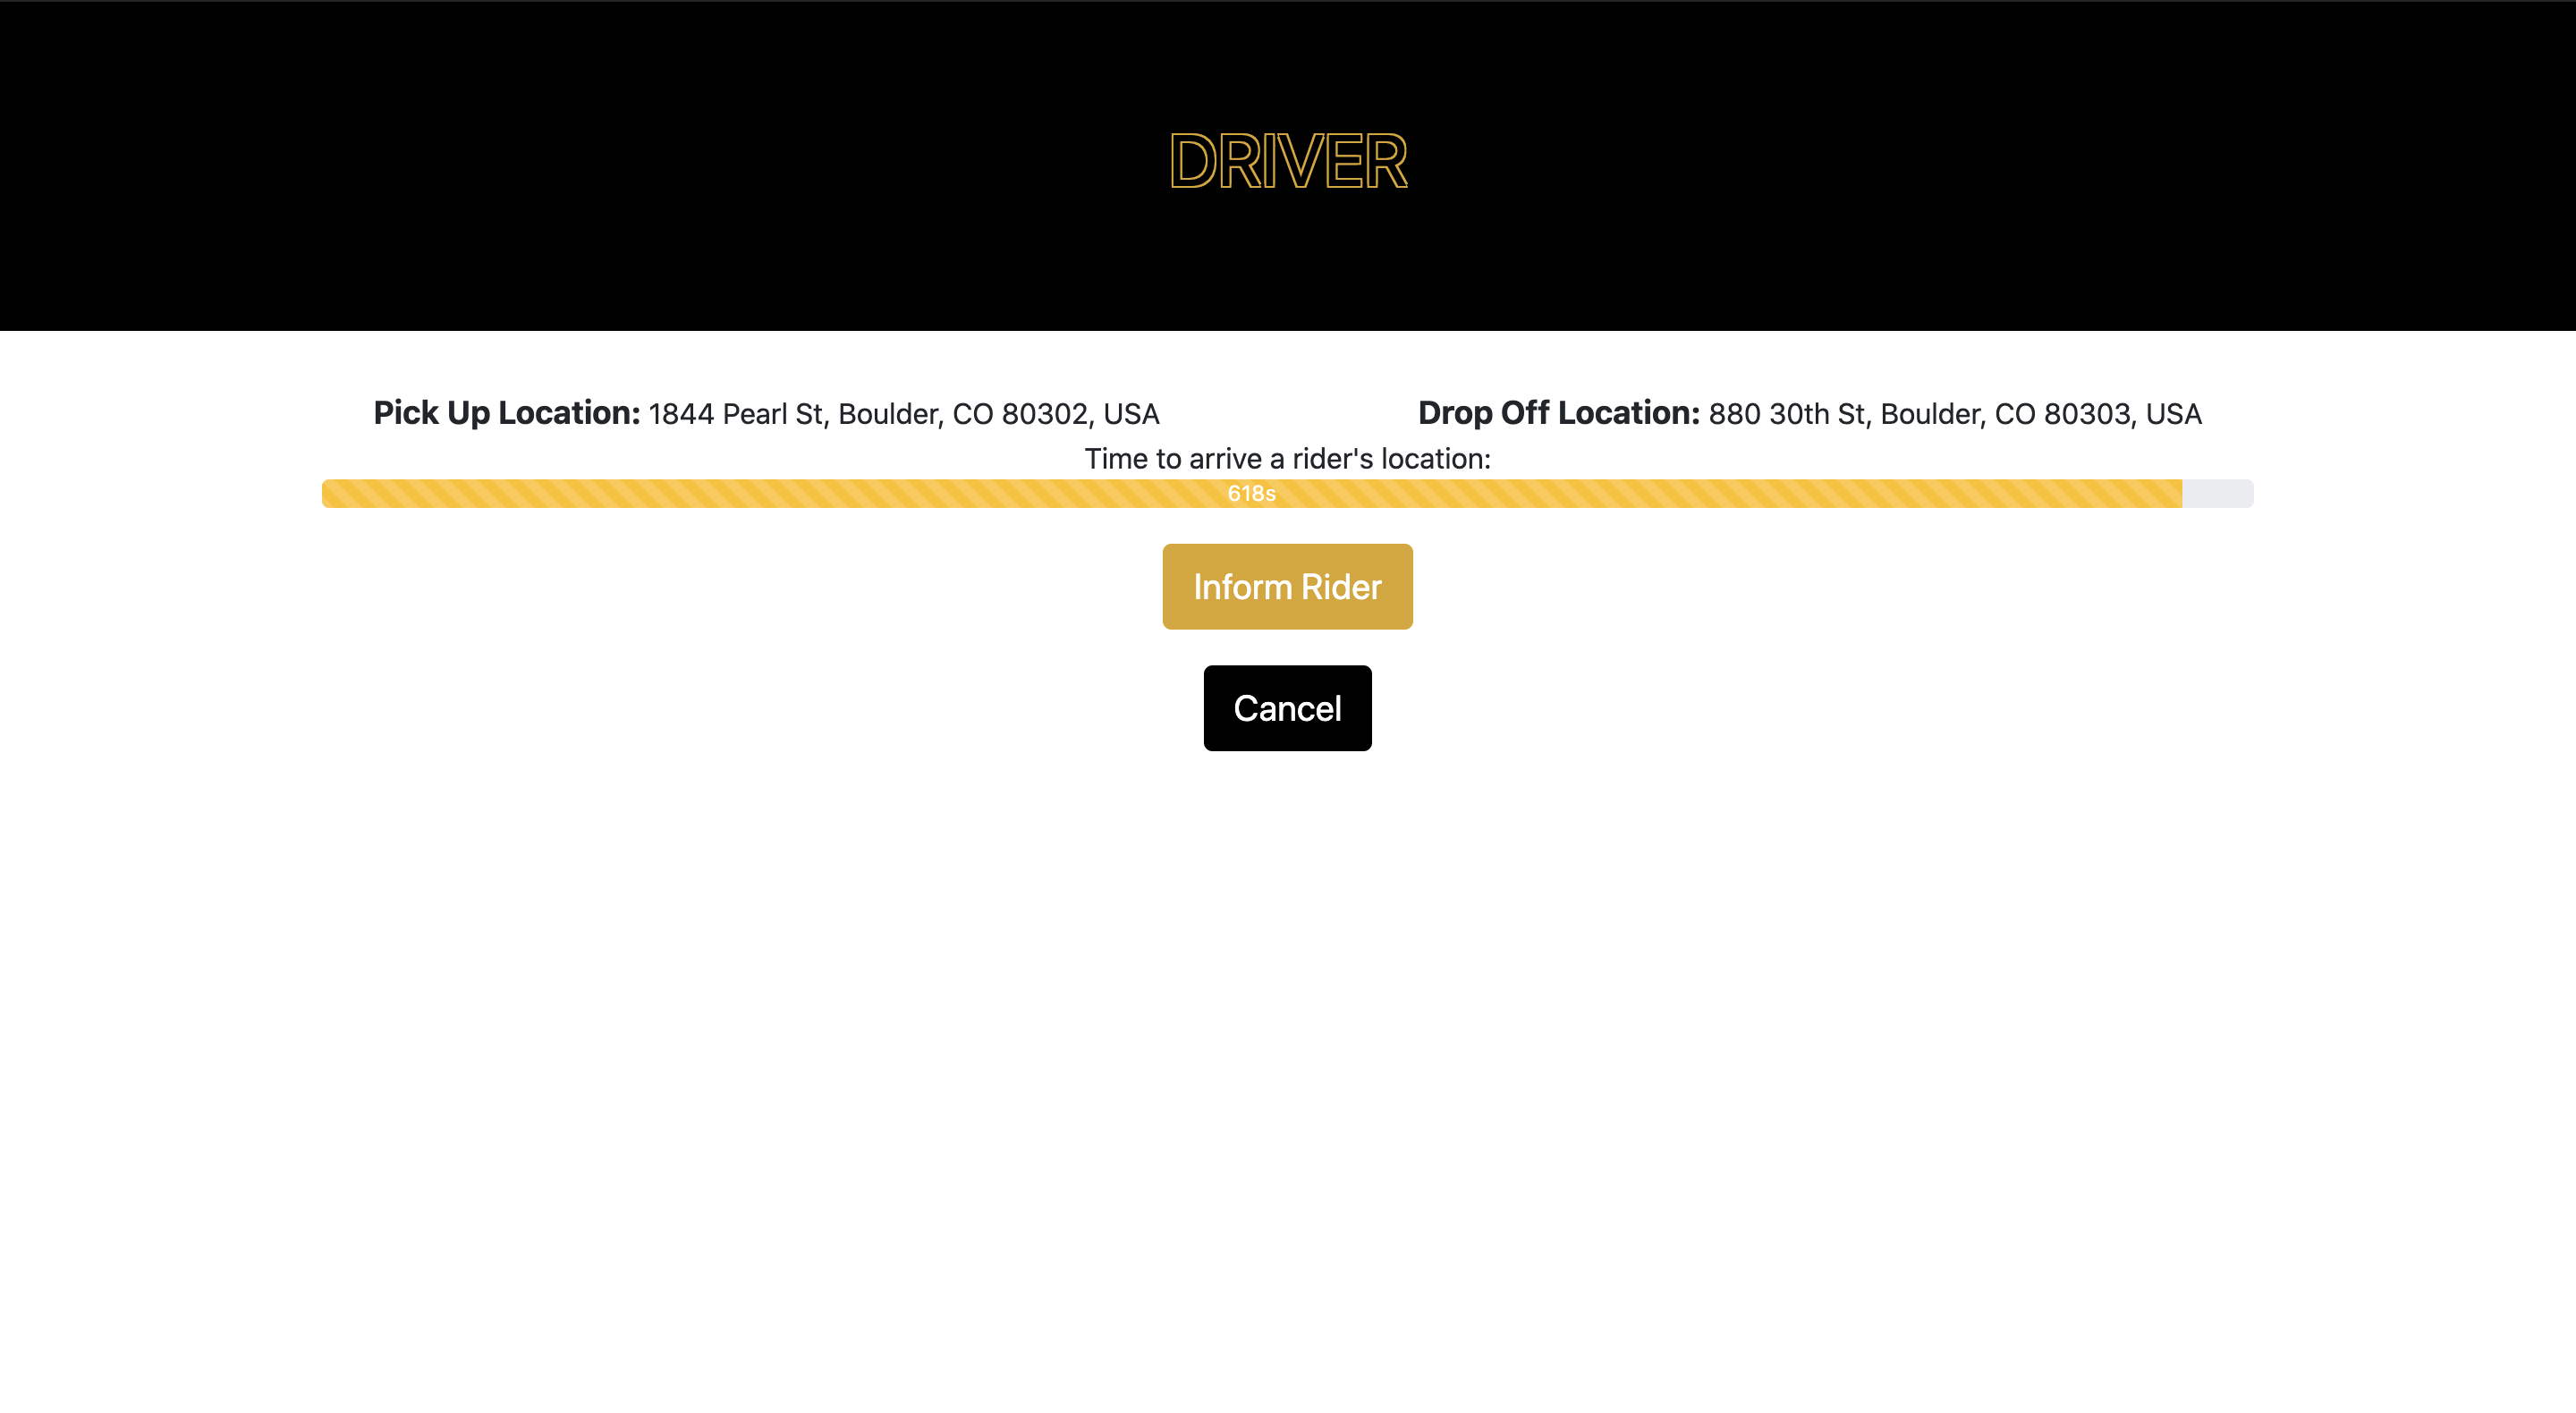 DRIVER
Pick Up Location: 1844 Pearl St, Boulder, CO 80302, USA
Drop Off Location: 880 30th St, Boulder, CO 80303, USA
Time to arrive a rider's location:
618s
Inform Rider
Cancel